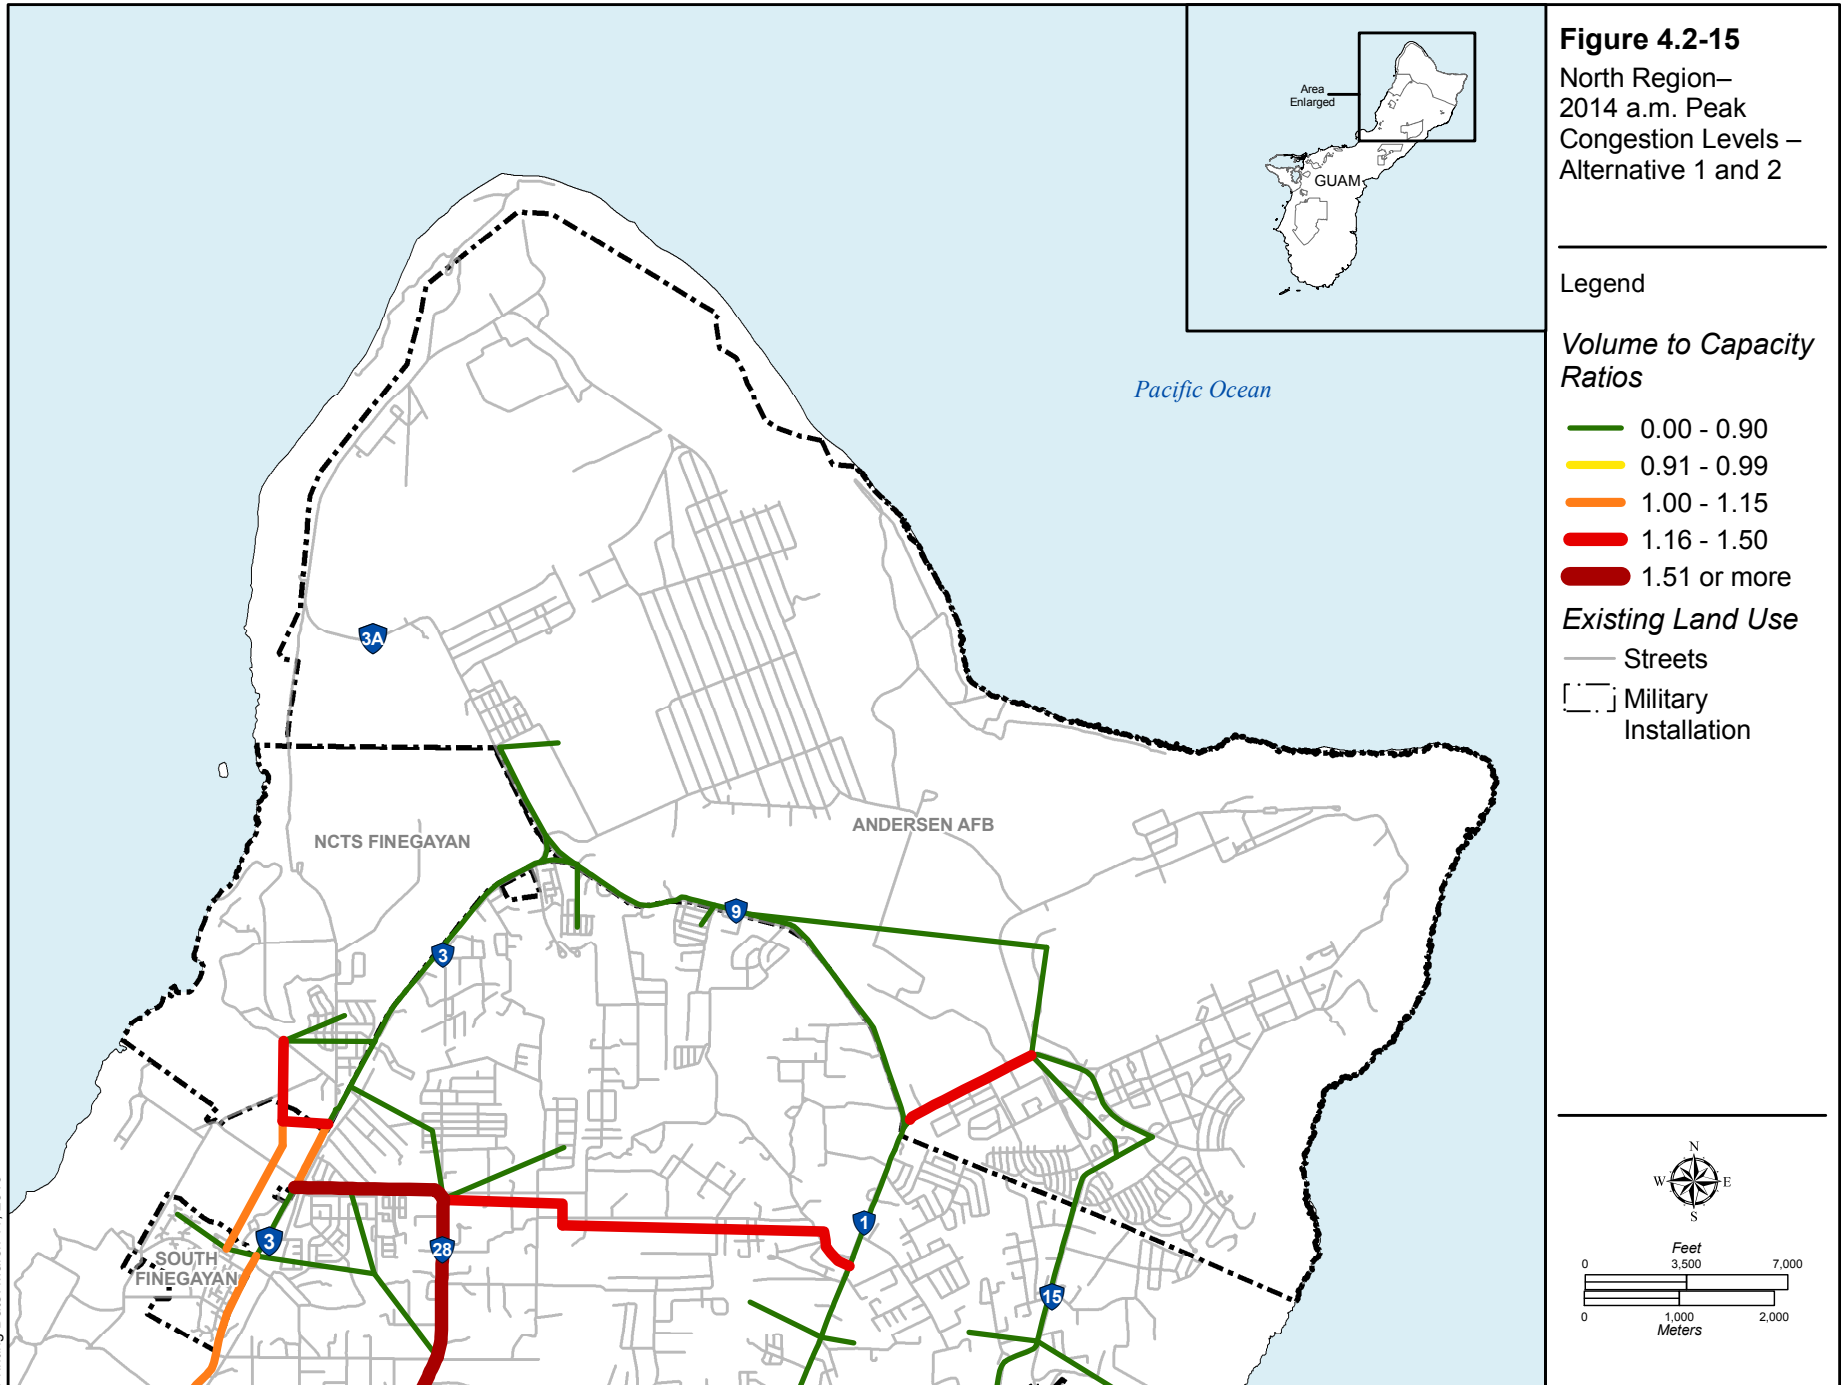 Figure 4.2-15
North Region–
2014 a.m. Peak
Congestion Levels –
Alternative 1 and 2
Legend
Volume to Capacity
Ratios
0.00 - 0.90
0.91 - 0.99
1.00 - 1.15
1.16 - 1.50
1.51 or more
Existing Land Use
Streets
Military
Installation
N
W E
S
Feet
0 3,500 7,000
0 1,000 2,000
Meters
Area
Enlarged
GUAM
Pacific Ocean
3A
NCTS FINEGAYAN
ANDERSEN AFB
9
3
1
3
28
SOUTH
FINEGAYAN
15